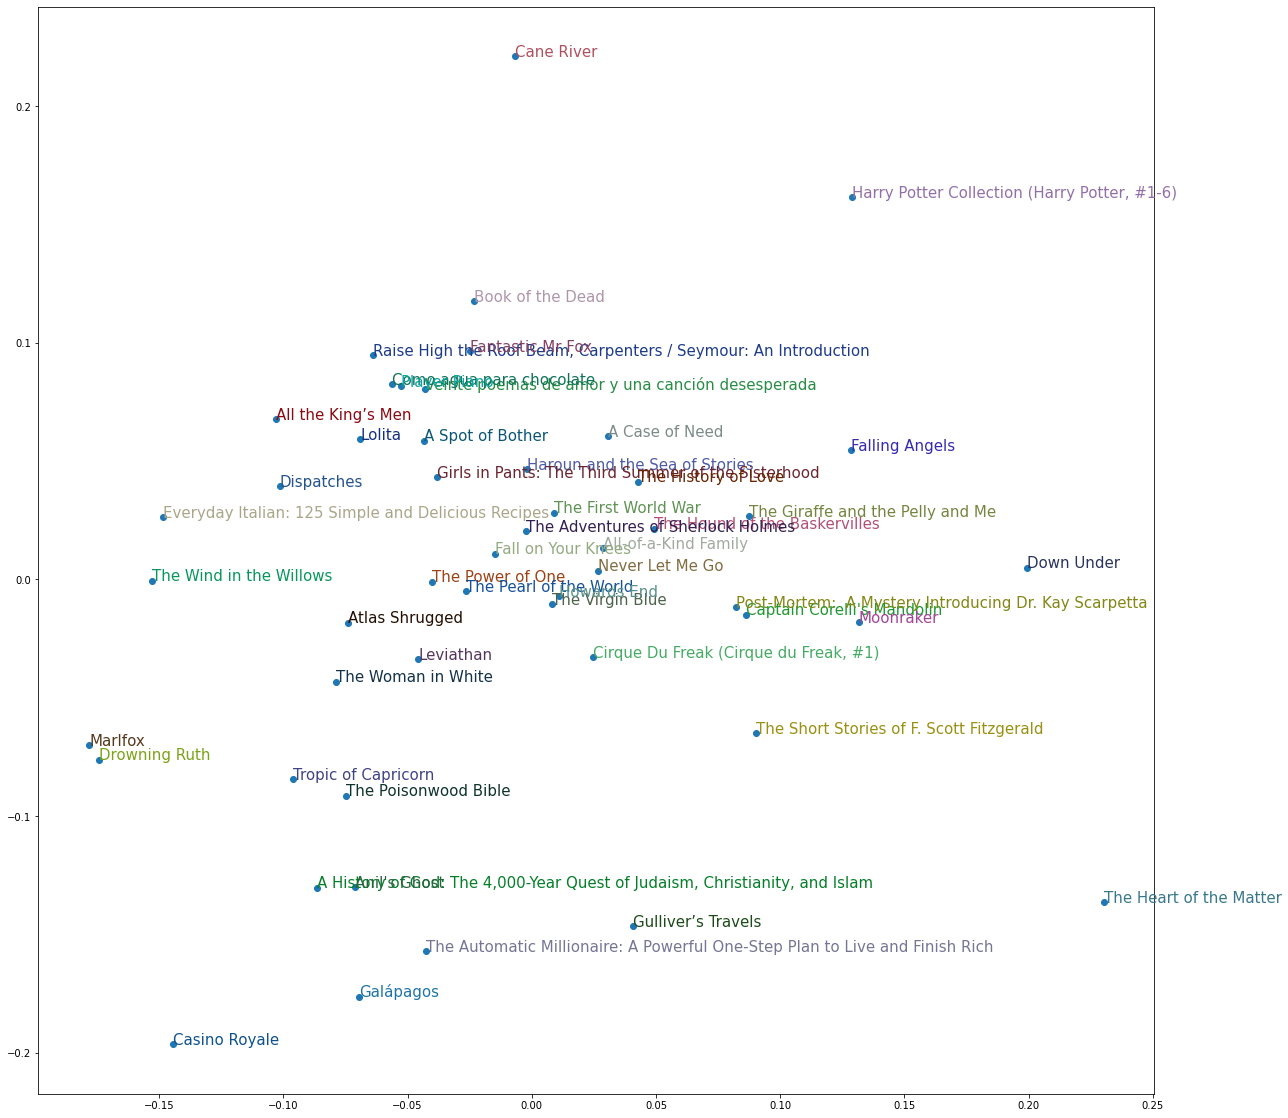 Cane River
0.2
Harry Potter Collection (Harry Potter, #1-6)
Book of the Dead
0.1
Fantastic Mr Fox
Raise High the Roof Beam, Carpenters / Seymour: An Introduction
Como agua para chocolate
Player Piano
Veinte poemas de amor y una canción desesperada
All the King’s Men
Lolita
A Spot of Bother
A Case of Need
Falling Angels
Haroun and the Sea of Stories
Girls in Pants: The Third Summer of the Sisterhood
The History of Love
Dispatches
Everyday Italian: 125 Simple and Delicious Recipes
The First World War
The Giraffe and the Pelly and Me
The Hound of the Baskervilles
The Adventures of Sherlock Holmes
All-of-a-Kind Family
Fall on Your Knees
Never Let Me Go
Down Under
0.0
The Wind in the Willows
The Power of One
The Pearl of the World
Howards End
The Virgin Blue
Post-Mortem: A Mystery Introducing Dr. Kay Scarpetta
Captain Corelli's Mandolin
Moonraker
Atlas Shrugged
Leviathan
Cirque Du Freak (Cirque du Freak, #1)
The Woman in White
The Short Stories of F. Scott Fitzgerald
Marlfox
Drowning Ruth
Tropic of Capricorn
The Poisonwood Bible
−0.1
A History of God: The 4,000-Year Quest of Judaism, Christianity, and Islam
Anil's Ghost
The Heart of the Matter
Gulliver’s Travels
The Automatic Millionaire: A Powerful One-Step Plan to Live and Finish Rich
Galápagos
Casino Royale
−0.2
−0.15 −0.10 −0.05 0.00 0.05 0.10 0.15 0.20 0.25